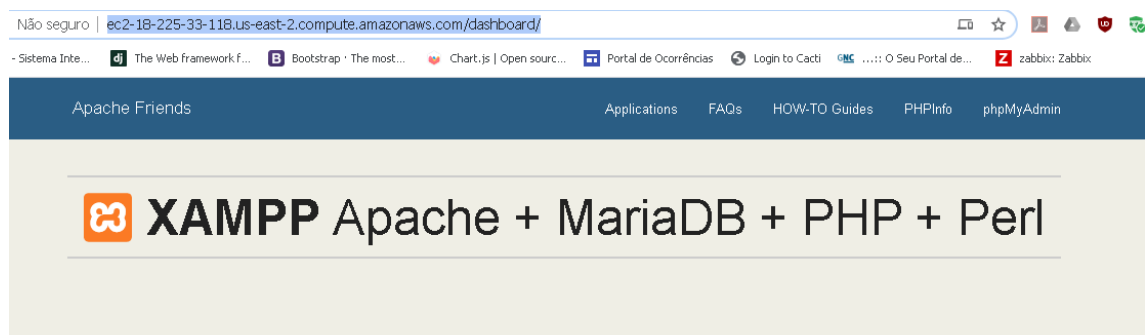 Não seguro | ec2-18-225-33-118.us-east-2.compute.amazonaws.com/dashboard/
- Sistema Inte... dj The Web framework f... B Bootstrap · The most... Chart.js | Open sourc... Portal de Ocorrências Login to Cacti GNC ...:: O Seu Portal de... Z zabbix: Zabbix
Apache Friends Applications FAQs HOW-TO Guides PHPInfo phpMyAdmin
XAMPP Apache + MariaDB + PHP + Perl